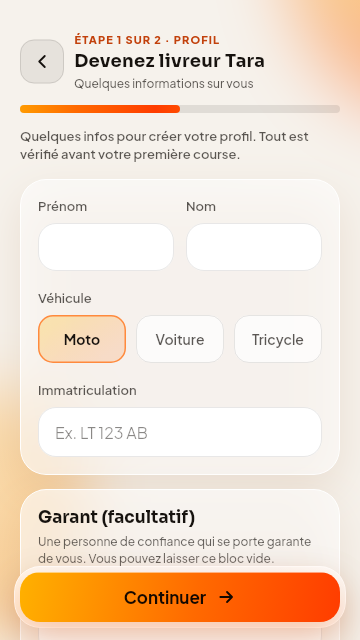 ÉTAPE 1 SUR 2 · PROFIL
Devenez livreur Tara
Quelques informations sur vous
Quelques infos pour créer votre profil. Tout est
vérifié avant votre première course.
Prénom
Nom
Véhicule
Moto
Voiture
Tricycle
Immatriculation
Ex. LT 123 AB
Garant (facultatif)
Une personne de confiance qui se porte garante
de vous. Vous pouvez laisser ce bloc vide.
Continuer →